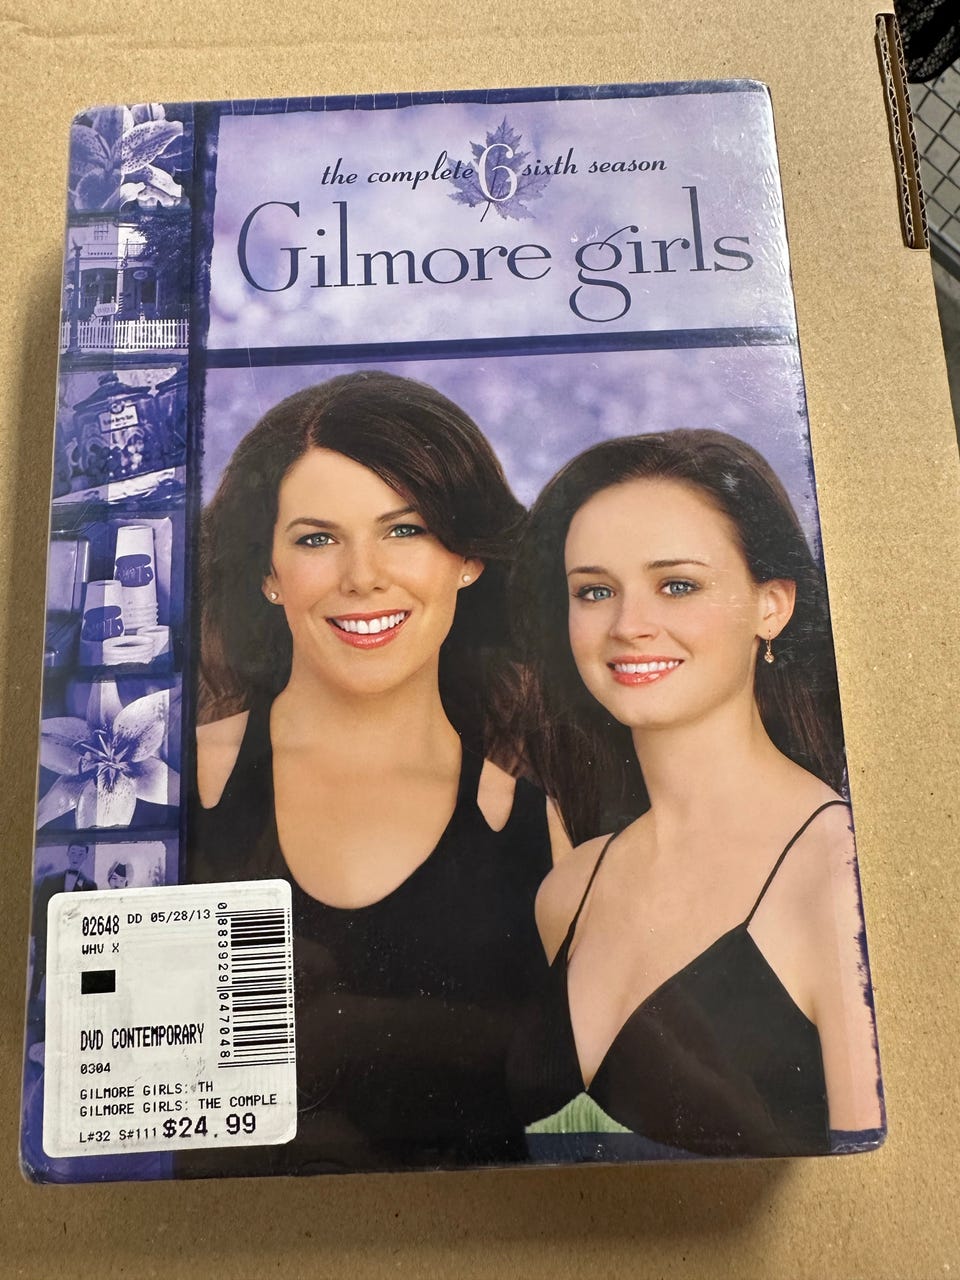 the complete 6 sixth season
Gilmore girls
02648 DD 05/28/13
WHV X
DVD CONTEMPORARY
0304
GILMORE GIRLS: TH
GILMORE GIRLS: THE COMPLE
L#32 S#111 $24.99
0883929047048